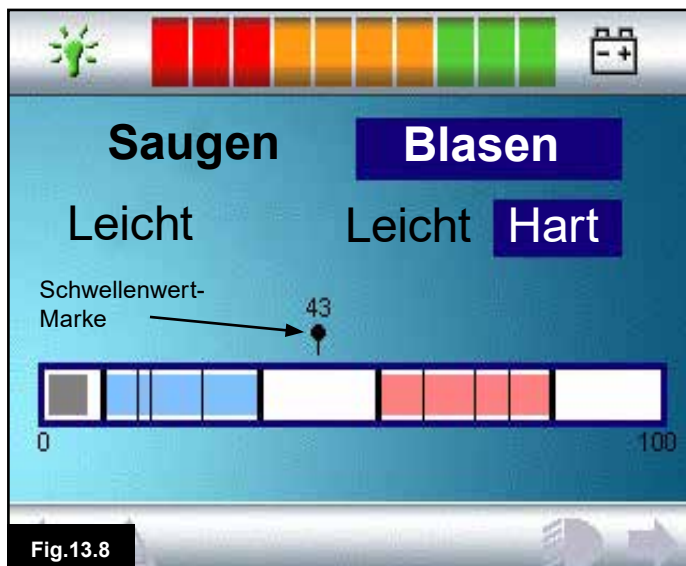 Saugen Blasen
Leicht Leicht Hart
Schwellenwert-
Marke
43
0 100
Fig.13.8